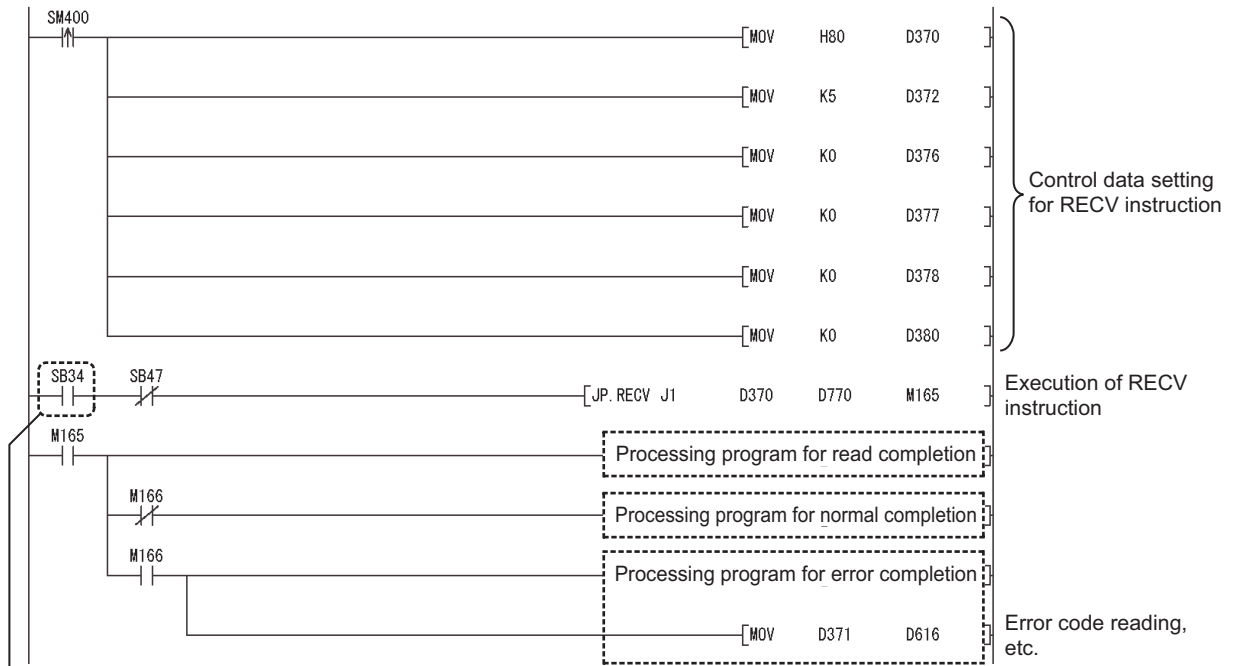 SM400
[MOV H80 D370 ]
[MOV K5 D372 ]
[MOV K0 D376 ]
Control data setting
for RECV instruction
[MOV K0 D377 ]
[MOV K0 D378 ]
[MOV K0 D380 ]
SB34 SB47
[JP.RECV J1 D370 D770 M165 ]
Execution of RECV
instruction
M165
Processing program for read completion
M166
Processing program for normal completion
M166
Processing program for error completion
[MOV D371 D616 ]
Error code reading,
etc.